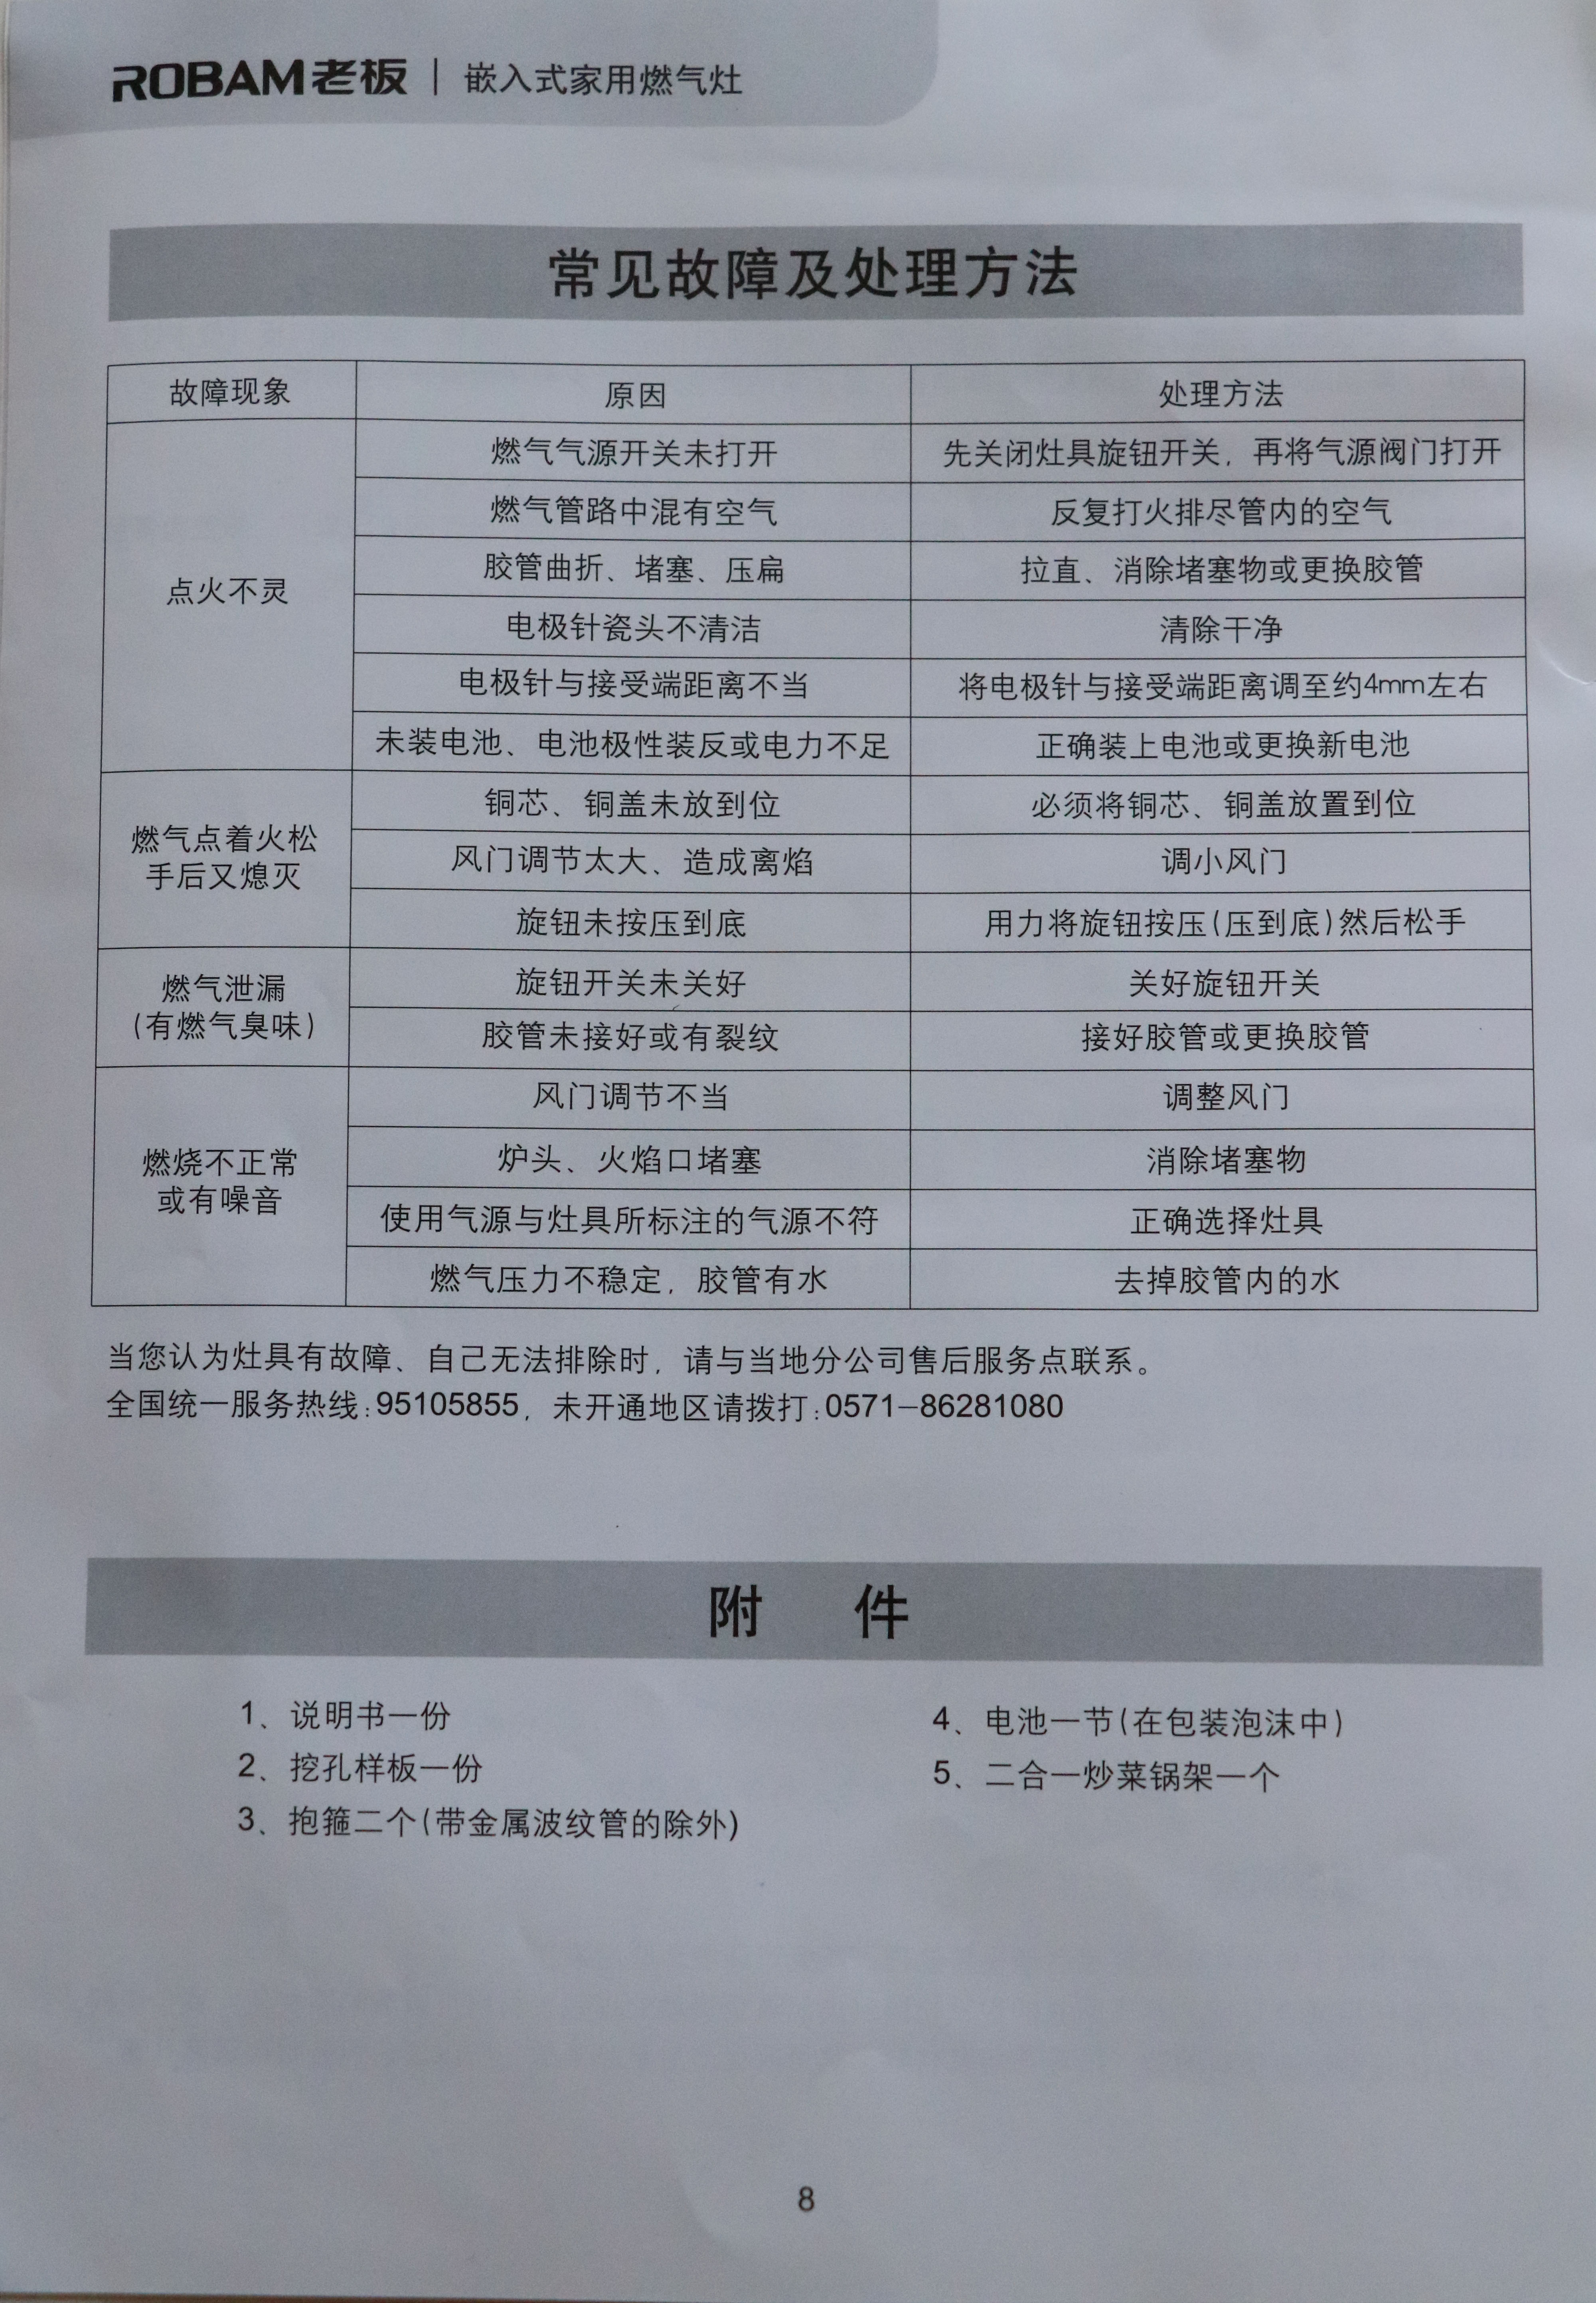 ROBAM老板 | 嵌入式家用燃气灶
常见故障及处理方法
故障现象 原因 处理方法
点火不灵
燃气气源开关未打开 先关闭灶具旋钮开关，再将气源阀门打开
燃气管路中混有空气 反复打火排尽管内的空气
胶管曲折、堵塞、压扁 拉直、消除堵塞物或更换胶管
电极针瓷头不清洁 清除干净
电极针与接受端距离不当 将电极针与接受端距离调至约4mm左右
未装电池、电池极性装反或电力不足 正确装上电池或更换新电池
燃气点着火松
手后又熄灭
铜芯、铜盖未放到位 必须将铜芯、铜盖放置到位
风门调节太大、造成离焰 调小风门
旋钮未按压到底 用力将旋钮按压(压到底)然后松手
燃气泄漏
(有燃气臭味)
旋钮开关未关好 关好旋钮开关
胶管未接好或有裂纹 接好胶管或更换胶管
燃烧不正常
或有噪音
风门调节不当 调整风门
炉头、火焰口堵塞 消除堵塞物
使用气源与灶具所标注的气源不符 正确选择灶具
燃气压力不稳定，胶管有水 去掉胶管内的水
当您认为灶具有故障、自己无法排除时，请与当地分公司售后服务点联系。
全国统一服务热线:95105855，未开通地区请拨打:0571-86281080
附 件
1、说明书一份
2、挖孔样板一份
3、抱箍二个(带金属波纹管的除外)
4、电池一节(在包装泡沫中)
5、二合一炒菜锅架一个
8